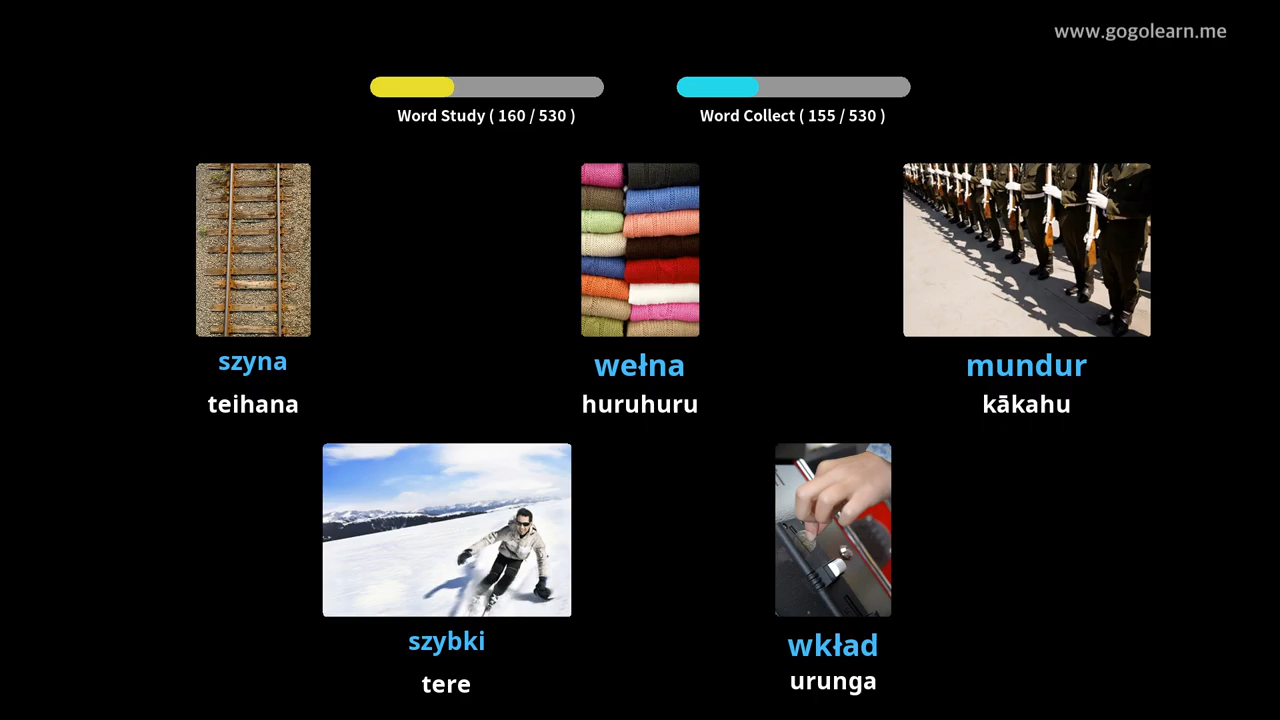 www.gogolearn.me
Word Study ( 160 / 530 )
Word Collect ( 155 / 530 )
szyna
wełna
mundur
teihana
huruhuru
kākahu
szybki
wkład
tere
urunga